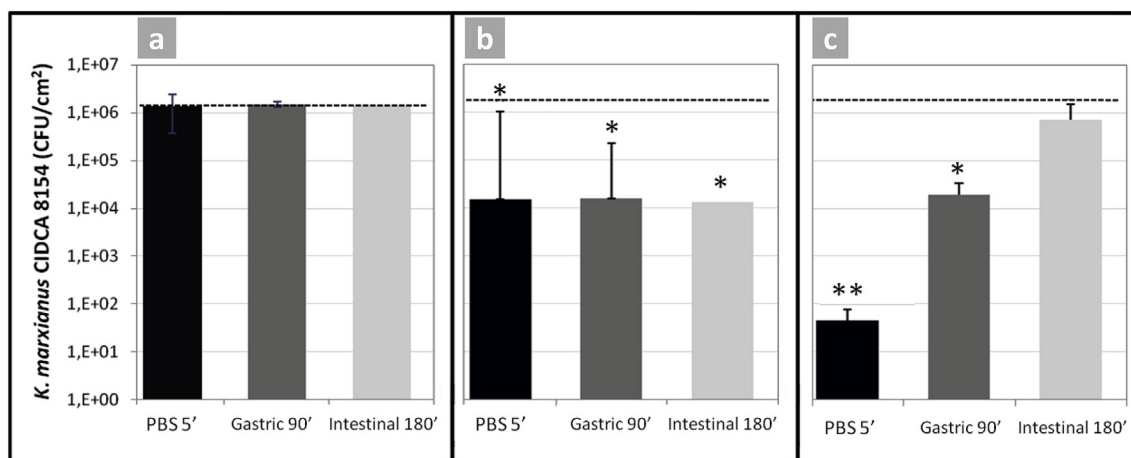 a
b
c
K. marxianus CIDCA 8154 (CFU/cm²)
1,E+07
1,E+06
1,E+05
1,E+04
1,E+03
1,E+02
1,E+01
1,E+00
*
*
*
**
*
PBS 5’ Gastric 90’ Intestinal 180’
PBS 5’ Gastric 90’ Intestinal 180’
PBS 5’ Gastric 90’ Intestinal 180’